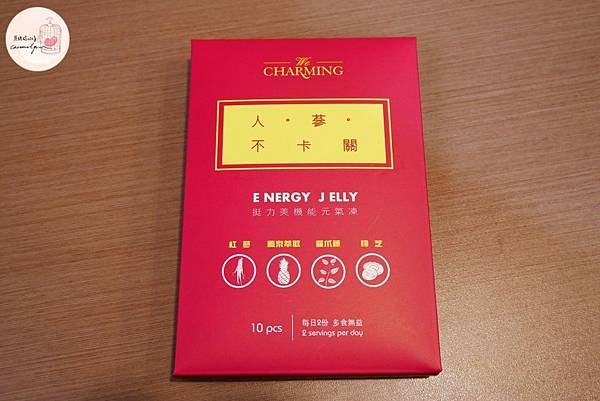 We
CHARMING
人。蔘。
不卡關
E NERGY J ELLY
挺力美機能元氣凍
紅蔘 鳳梨萃取 貓爪藤 蜂芝
10 pcs
每日2份 多食無益
2 servings per day